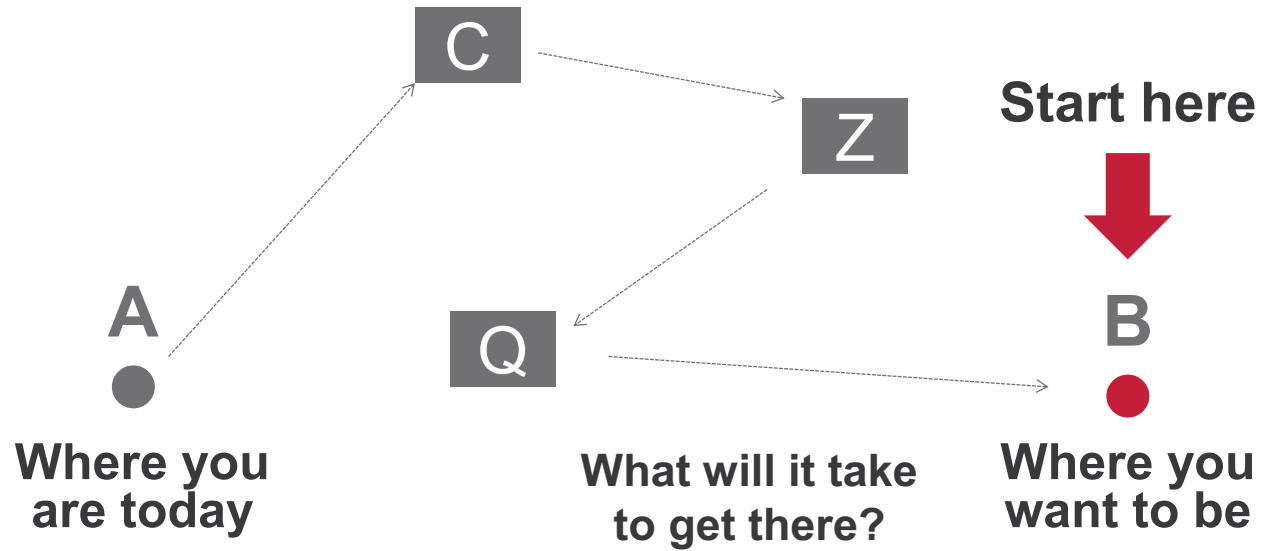 C
Z
Start here
A
B
Q
Where you
are today
What will it take
to get there?
Where you
want to be